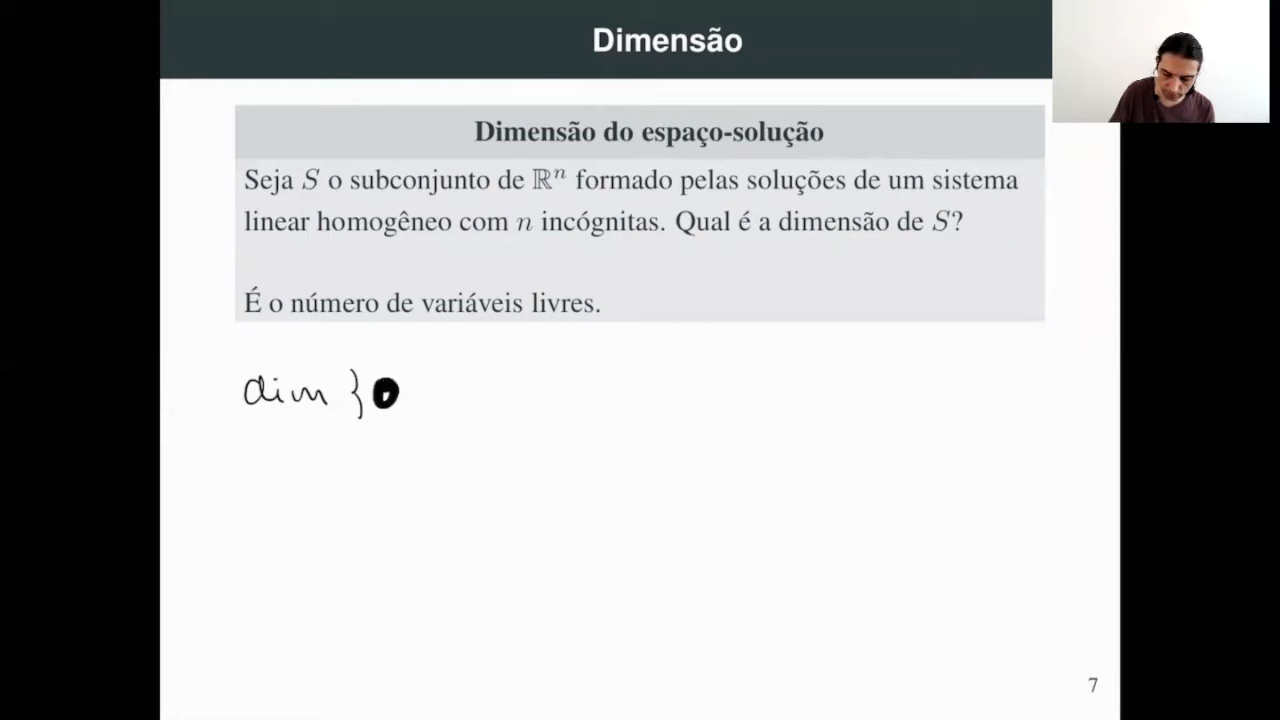 Dimensão
Dimensão do espaço-solução
Seja S o subconjunto de ℝⁿ formado pelas soluções de um sistema
linear homogêneo com n incógnitas. Qual é a dimensão de S?
É o número de variáveis livres.
dim }0
7